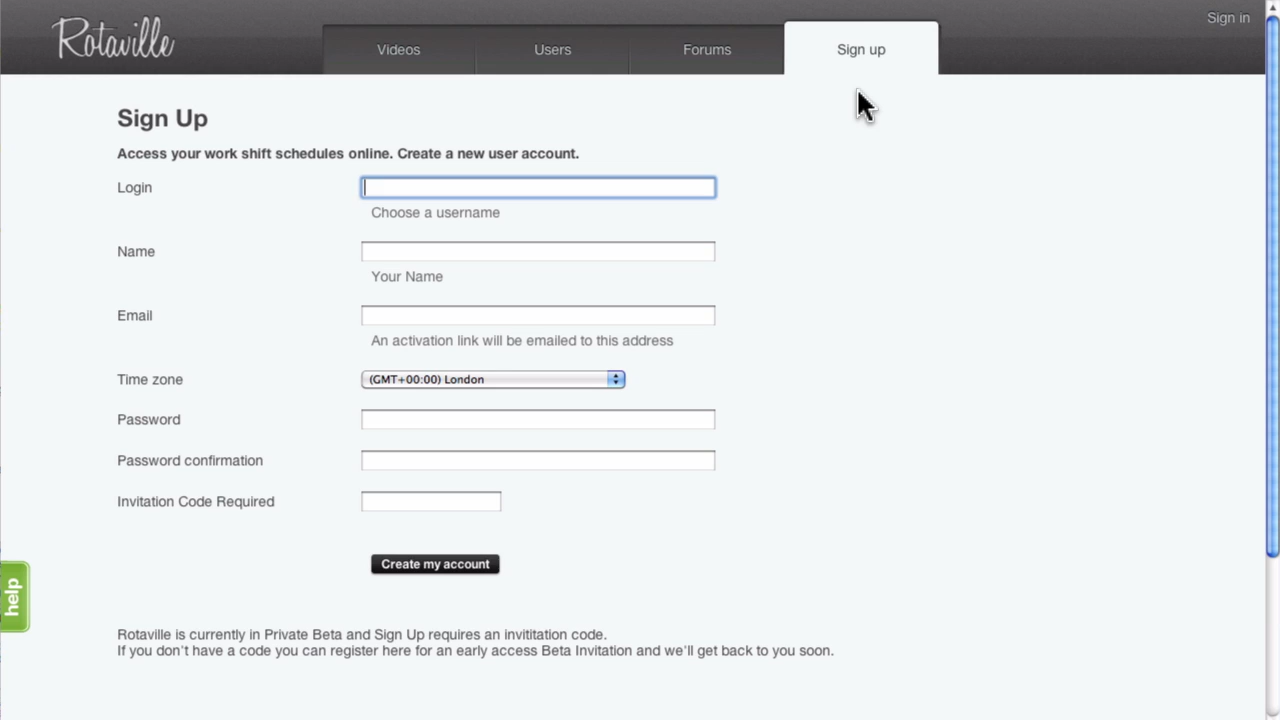 Rotaville
Videos
Users
Forums
Sign up
Sign in
Sign Up
Access your work shift schedules online. Create a new user account.
Login
Choose a username
Name
Your Name
Email
An activation link will be emailed to this address
Time zone
(GMT+00:00) London
Password
Password confirmation
Invitation Code Required
Create my account
help
Rotaville is currently in Private Beta and Sign Up requires an invititation code.
If you don't have a code you can register here for an early access Beta Invitation and we'll get back to you soon.